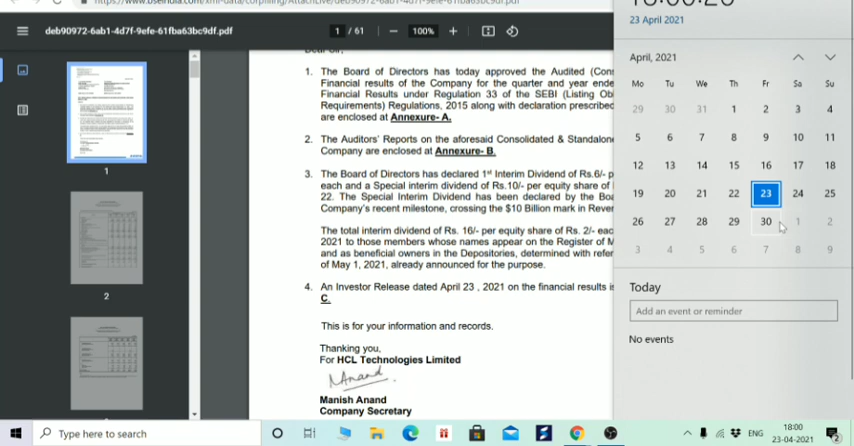 https://www.bseindia.com/xml-data/corpfiling/AttachLive/deb90972-6ab1-4d7f-9efe-61fba63bc9df.pdf
deb90972-6ab1-4d7f-9efe-61fba63bc9df.pdf
1 / 61
100%
1
2
Dear Sir,
1. The Board of Directors has today approved the Audited (Con
Financial results of the Company for the quarter and year ende
Financial Results under Regulation 33 of the SEBI (Listing Ob
Requirements) Regulations, 2015 along with declaration prescribed
are enclosed at Annexure- A.
2. The Auditors' Reports on the aforesaid Consolidated & Standalon
Company are enclosed at Annexure- B.
3. The Board of Directors has declared 1st Interim Dividend of Rs.6/- p
each and a Special interim dividend of Rs.10/- per equity share of
22. The Special Interim Dividend has been declared by the Boa
Company's recent milestone, crossing the $10 Billion mark in Rever
The total interim dividend of Rs. 16/- per equity share of Rs. 2/- eac
2021 to those members whose names appear on the Register of M
and as beneficial owners in the Depositories, determined with refer
of May 1, 2021, already announced for the purpose.
4. An Investor Release dated April 23 , 2021 on the financial results i
C.
This is for your information and records.
Thanking you,
For HCL Technologies Limited
Manish Anand
Company Secretary
18:00:20
23 April 2021
April, 2021
Mo Tu We Th Fr Sa Su
29 30 31 1 2 3 4
5 6 7 8 9 10 11
12 13 14 15 16 17 18
19 20 21 22 23 24 25
26 27 28 29 30 1 2
3 4 5 6 7 8 9
Today
Add an event or reminder
No events
Type here to search
ENG
18:00
23-04-2021
2